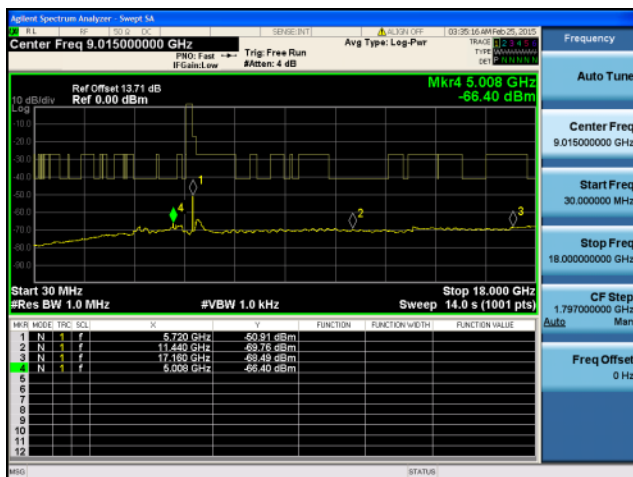 Agilent Spectrum Analyzer - Swept SA
RL RF 50 Ω DC SENSE:INT ALIGN OFF 03:35:16 AM Feb 25, 2015
Center Freq 9.015000000 GHz
PNO: Fast
IFGain:Low
Trig: Free Run
#Atten: 4 dB
Avg Type: Log-Pwr
TRACE 1 2 3 4 5 6
TYPE
DET P N N N N N
Ref Offset 13.71 dB
Ref 0.00 dBm
Mkr4 5.008 GHz
-66.40 dBm
10 dB/div
Log
-10.0
-20.0
-30.0
-40.0
-50.0
-60.0
-70.0
-80.0
-90.0
1
4
2
3
Start 30 MHz
Stop 18.000 GHz
#Res BW 1.0 MHz
#VBW 1.0 kHz
Sweep 14.0 s (1001 pts)
MKR MODE TRC SCL X Y FUNCTION FUNCTION WIDTH FUNCTION VALUE
1 N 1 f 5.720 GHz -50.91 dBm
2 N 1 f 11.440 GHz -69.76 dBm
3 N 1 f 17.160 GHz -68.49 dBm
4 N 1 f 5.008 GHz -66.40 dBm
5
6
7
8
9
10
11
12
MSG STATUS
Frequency
Auto Tune
Center Freq
9.015000000 GHz
Start Freq
30.000000 MHz
Stop Freq
18.000000000 GHz
CF Step
1.797000000 GHz
Auto Man
Freq Offset
0 Hz